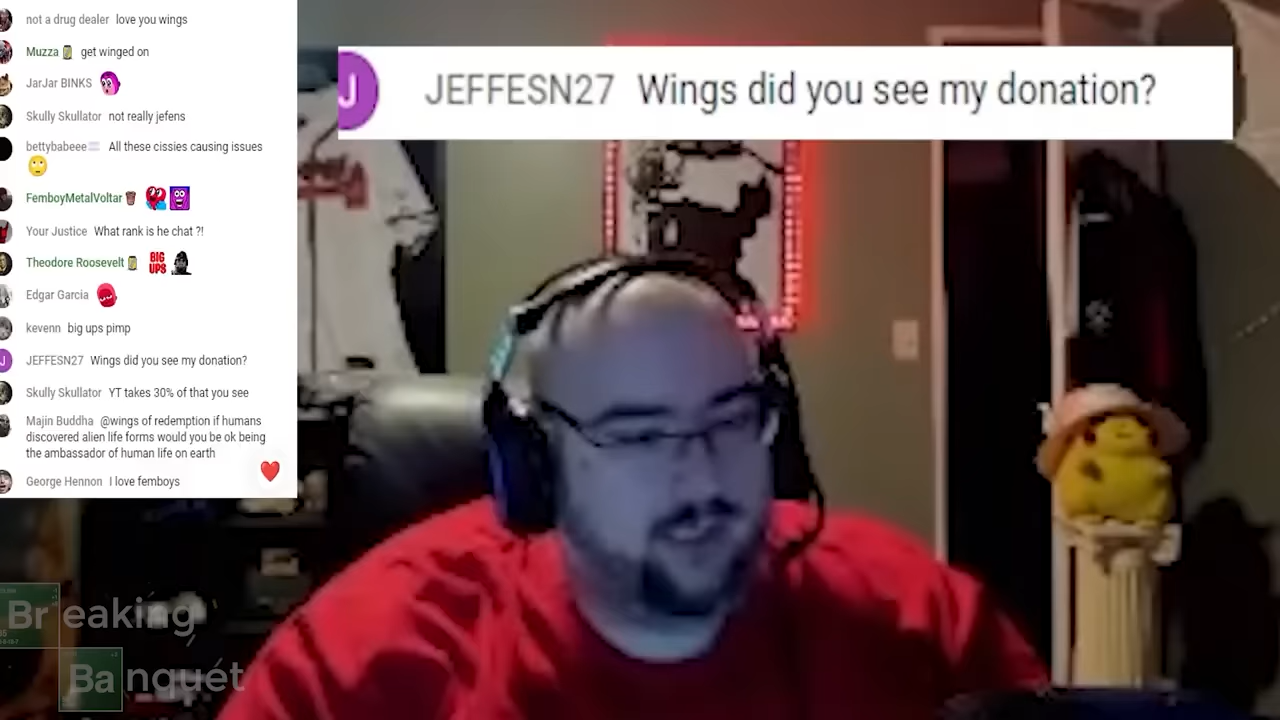 not a drug dealer love you wings
Muzza get winged on
JarJar BINKS
Skully Skullator not really jefens
bettybabeee All these cissies causing issues
FemboyMetalVoltar
Your Justice What rank is he chat ?!
Theodore Roosevelt BIG UPS
Edgar Garcia
kevenn big ups pimp
JEFFESN27 Wings did you see my donation?
Skully Skullator YT takes 30% of that you see
Majin Buddha @wings of redemption if humans
discovered alien life forms would you be ok being
the ambassador of human life on earth
George Hennon I love femboys
J JEFFESN27 Wings did you see my donation?
Breaking
Banquet